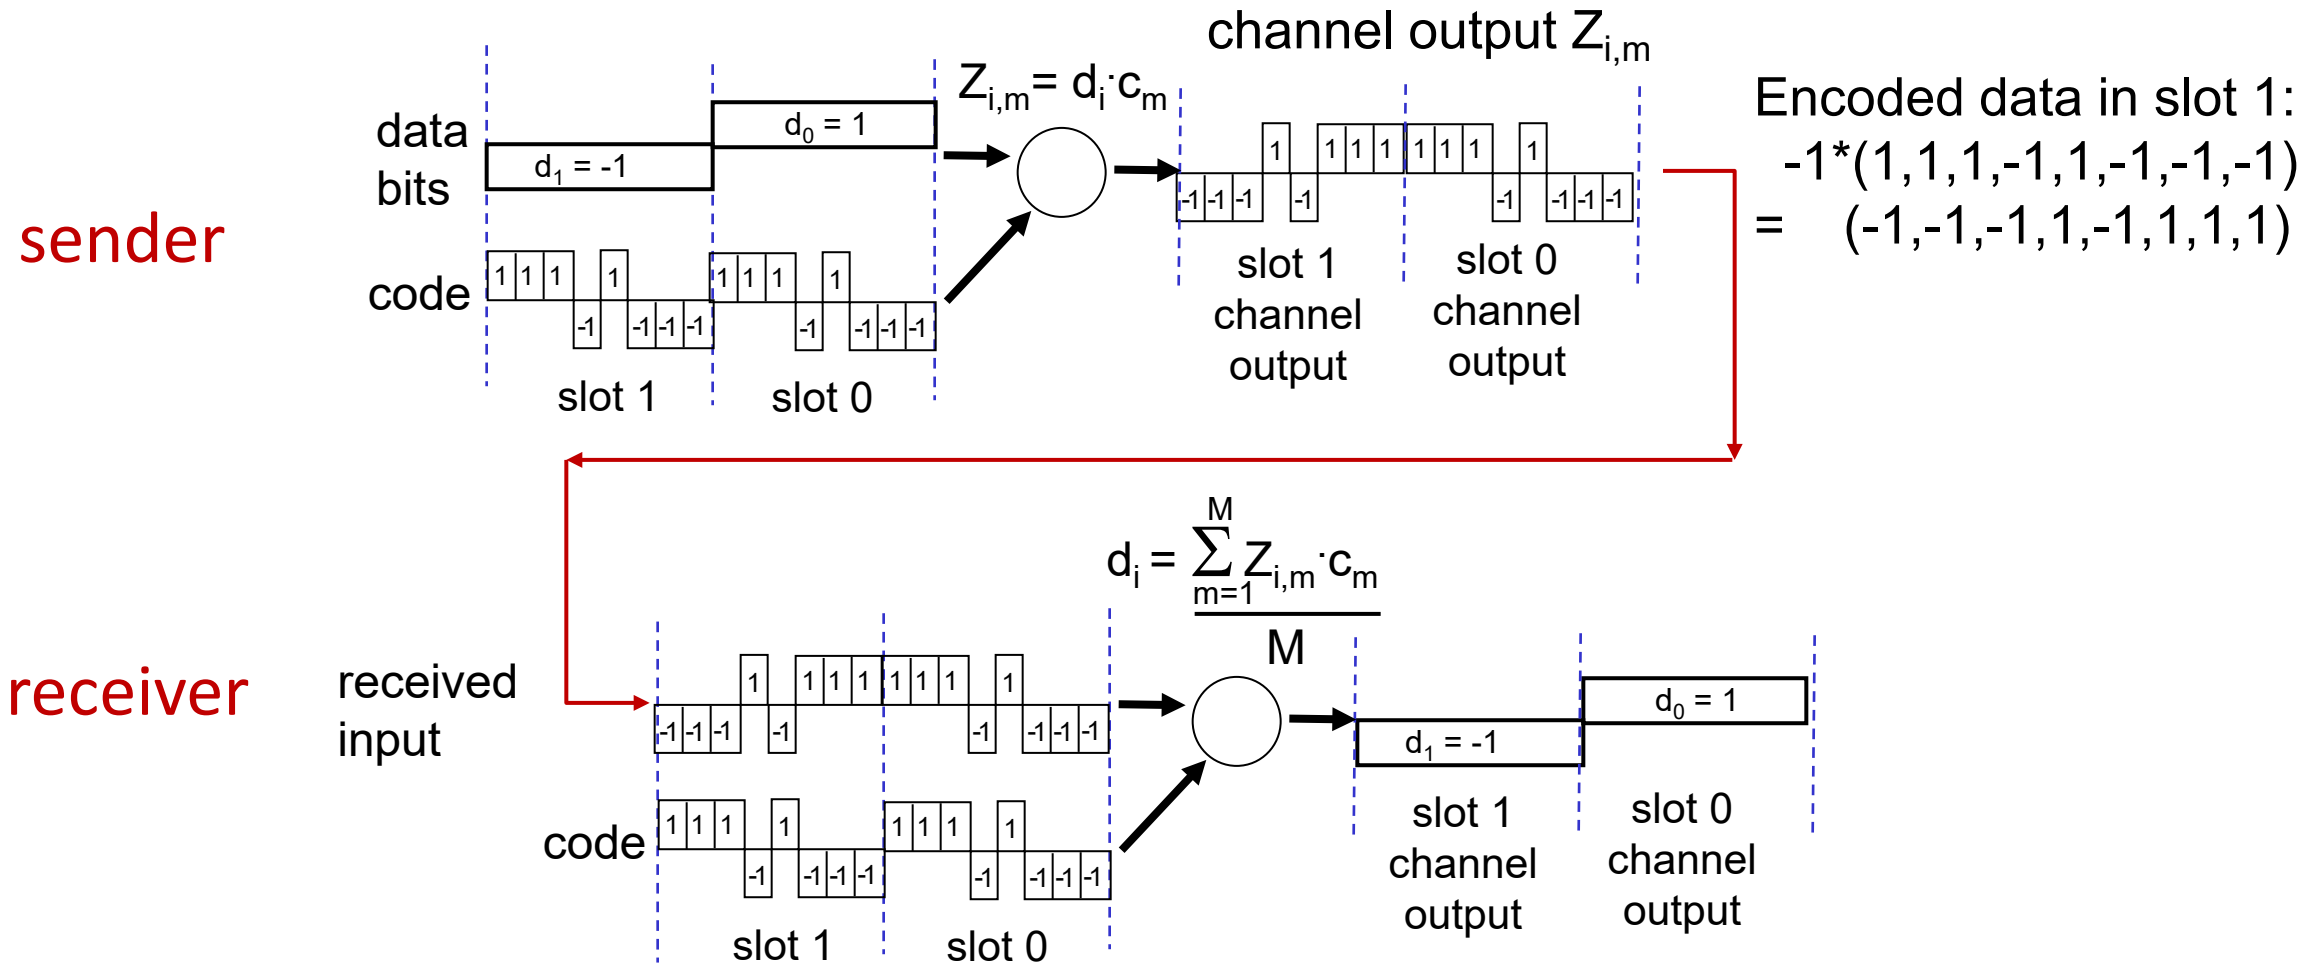 channel output Z_{i,m}
Z_{i,m}= d_i·c_m
data
bits
d_0 = 1
d_1 = -1
sender
code
1 1 1 -1 1 -1 -1 -1
1 1 1 -1 1 -1 -1 -1
slot 1
slot 0
-1 -1 -1 1 -1 1 1 1
1 1 1 -1 1 -1 -1 -1
slot 1
channel
output
slot 0
channel
output
Encoded data in slot 1:
-1*(1,1,1,-1,1,-1,-1,-1)
= (-1,-1,-1,1,-1,1,1,1)
d_i = Σ_{m=1}^{M} Z_{i,m}·c_m
M
receiver
received
input
-1 -1 -1 1 -1 1 1 1
1 1 1 -1 1 -1 -1 -1
code
1 1 1 -1 1 -1 -1 -1
1 1 1 -1 1 -1 -1 -1
slot 1
slot 0
d_0 = 1
d_1 = -1
slot 1
channel
output
slot 0
channel
output